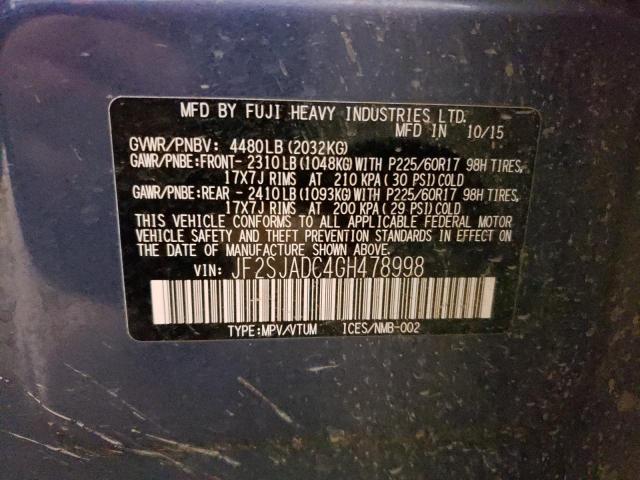 MFD BY FUJI HEAVY INDUSTRIES LTD.
MFD IN 10/15
GVWR/PNBV: 4480LB(2032KG)
GAWR/PNBE:FRONT- 2310LB(1048KG)WITH P225/60R17 98H TIRES,
17X7J RIMS AT 210 KPA(30 PSI)COLD
GAWR/PNBE:REAR - 2410LB(1093KG)WITH P225/60R17 98H TIRES,
17X7J RIMS AT 200 KPA(29 PSI)COLD
THIS VEHICLE CONFORMS TO ALL APPLICABLE FEDERAL MOTOR
VEHICLE SAFETY AND THEFT PREVENTION STANDARDS IN EFFECT ON
THE DATE OF MANUFACTURE SHOWN ABOVE.
VIN: JF2SJADC4GH478998
TYPE:MPV/VTUM ICES/NMB-002